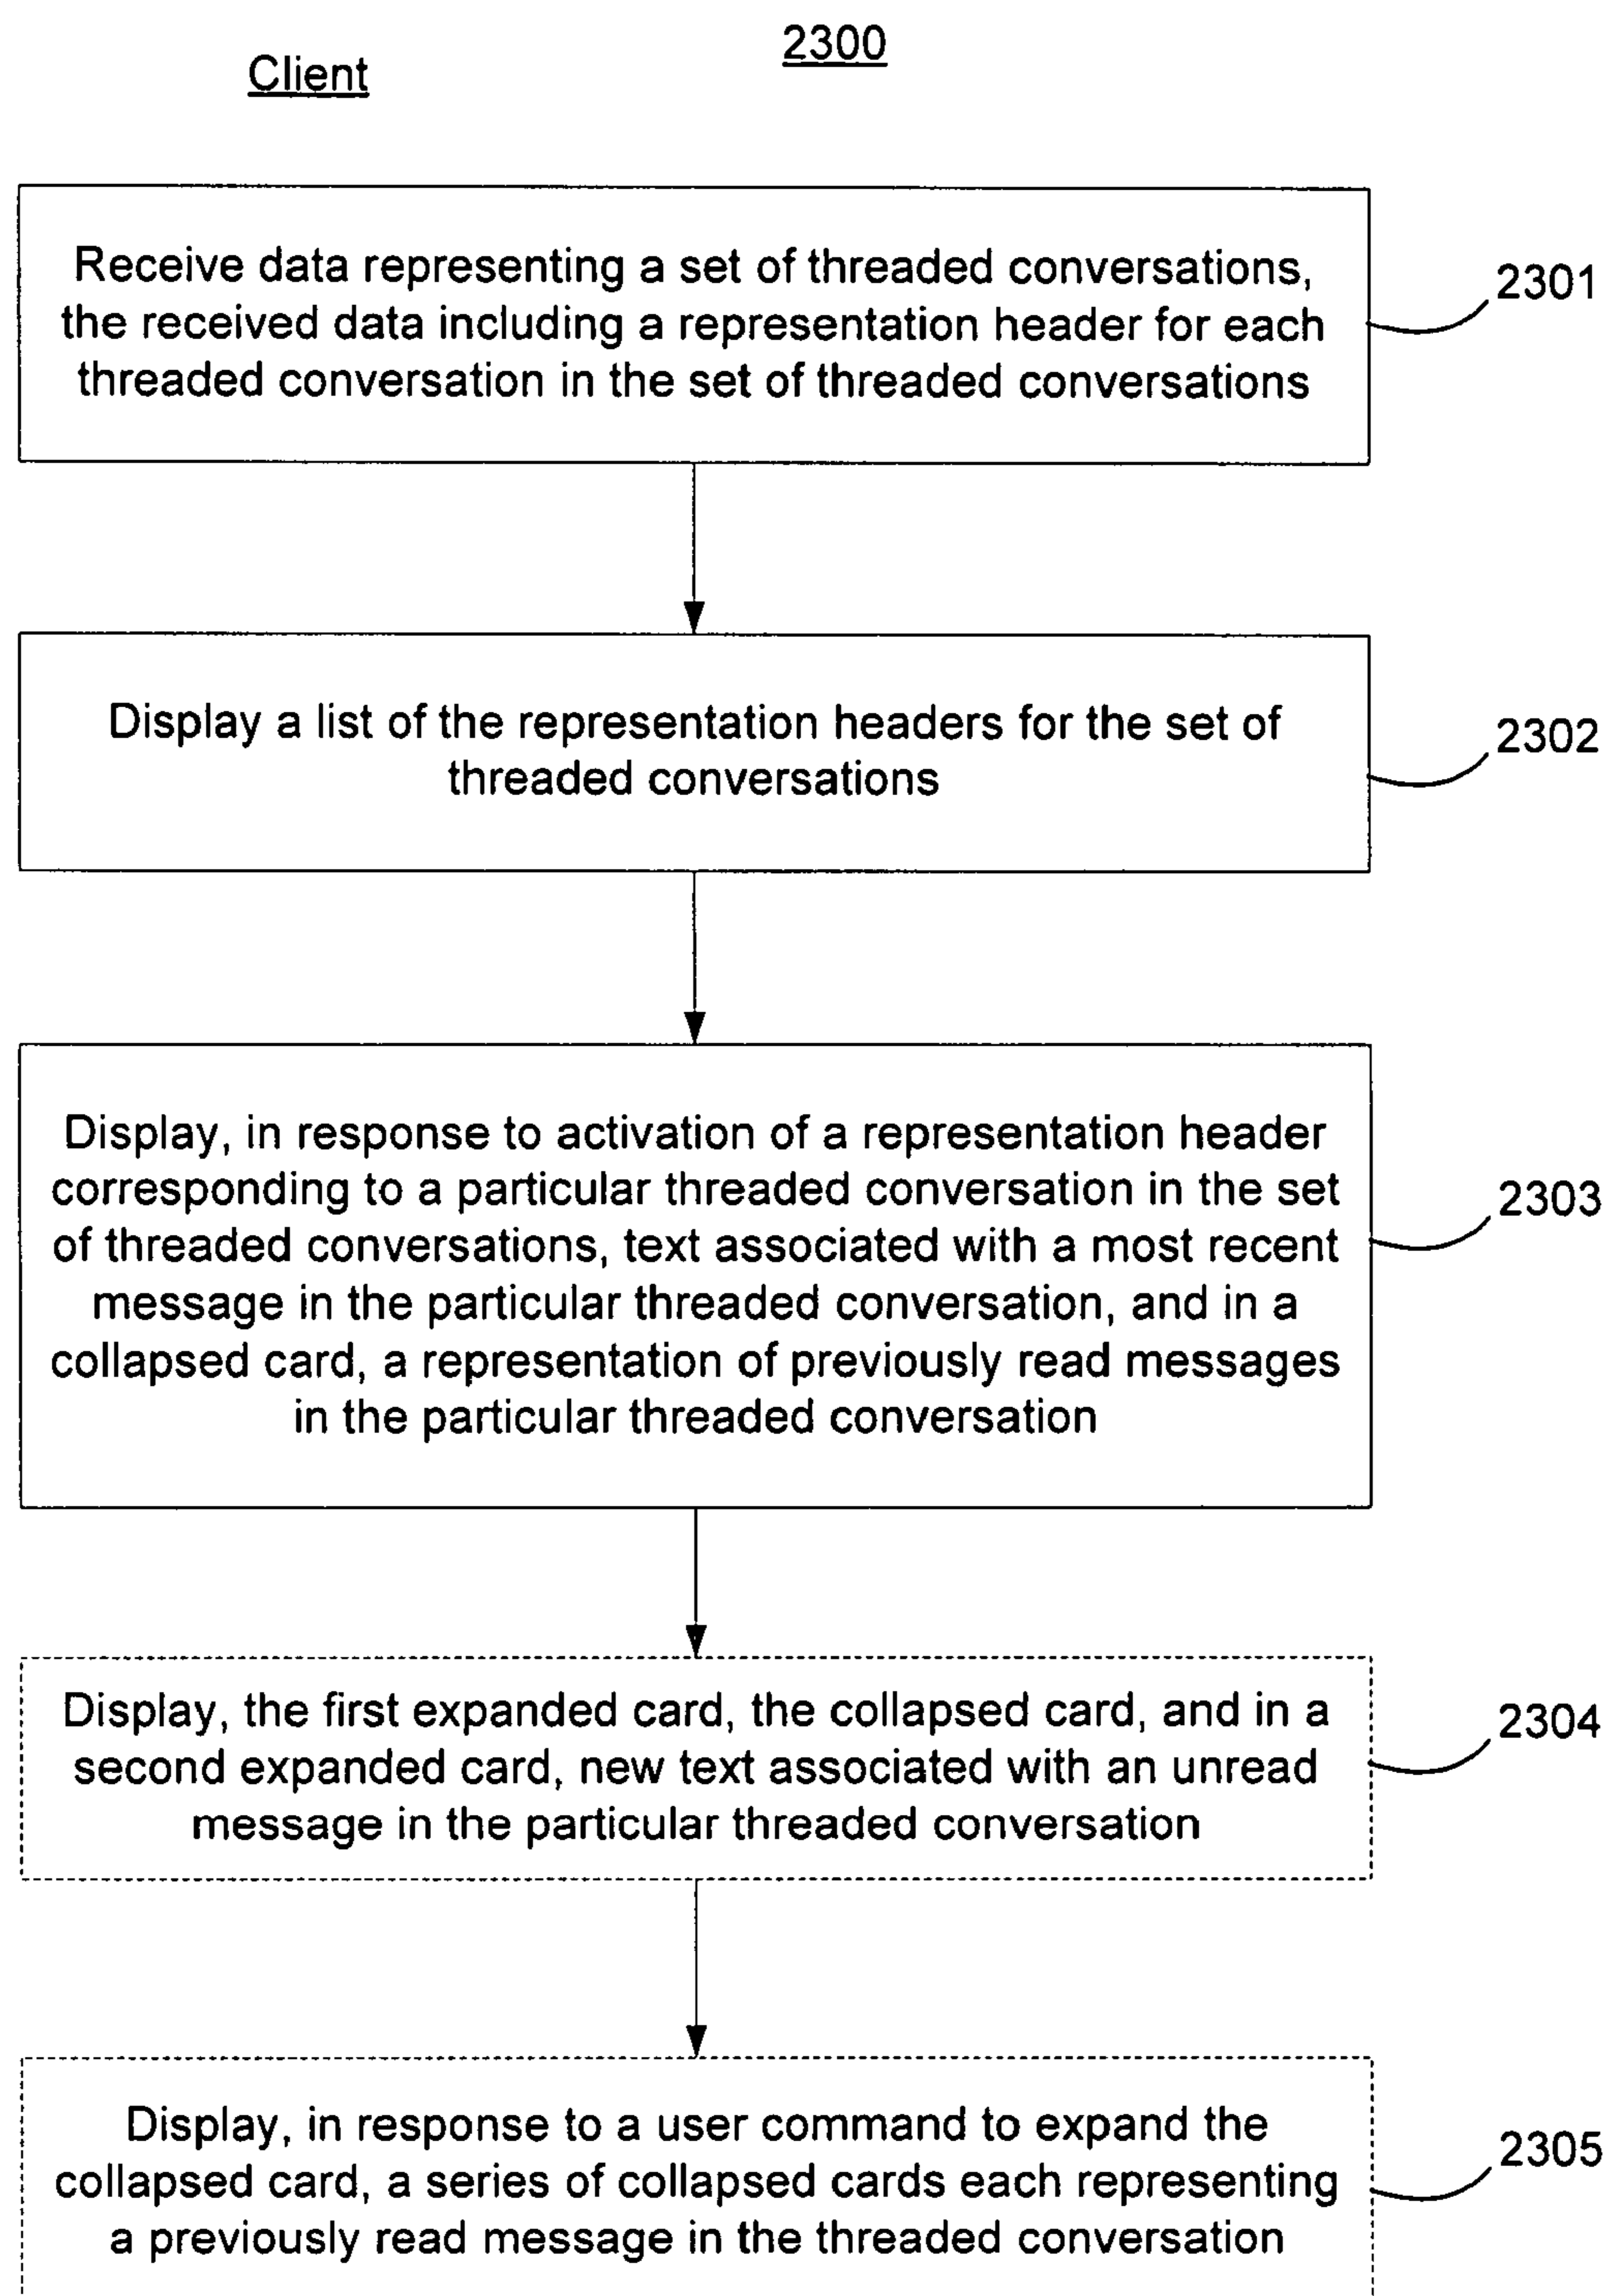 2300
Client
Receive data representing a set of threaded conversations,
the received data including a representation header for each
threaded conversation in the set of threaded conversations
2301
Display a list of the representation headers for the set of
threaded conversations
2302
Display, in response to activation of a representation header
corresponding to a particular threaded conversation in the set
of threaded conversations, text associated with a most recent
message in the particular threaded conversation, and in a
collapsed card, a representation of previously read messages
in the particular threaded conversation
2303
Display, the first expanded card, the collapsed card, and in a
second expanded card, new text associated with an unread
message in the particular threaded conversation
2304
Display, in response to a user command to expand the
collapsed card, a series of collapsed cards each representing
a previously read message in the threaded conversation
2305